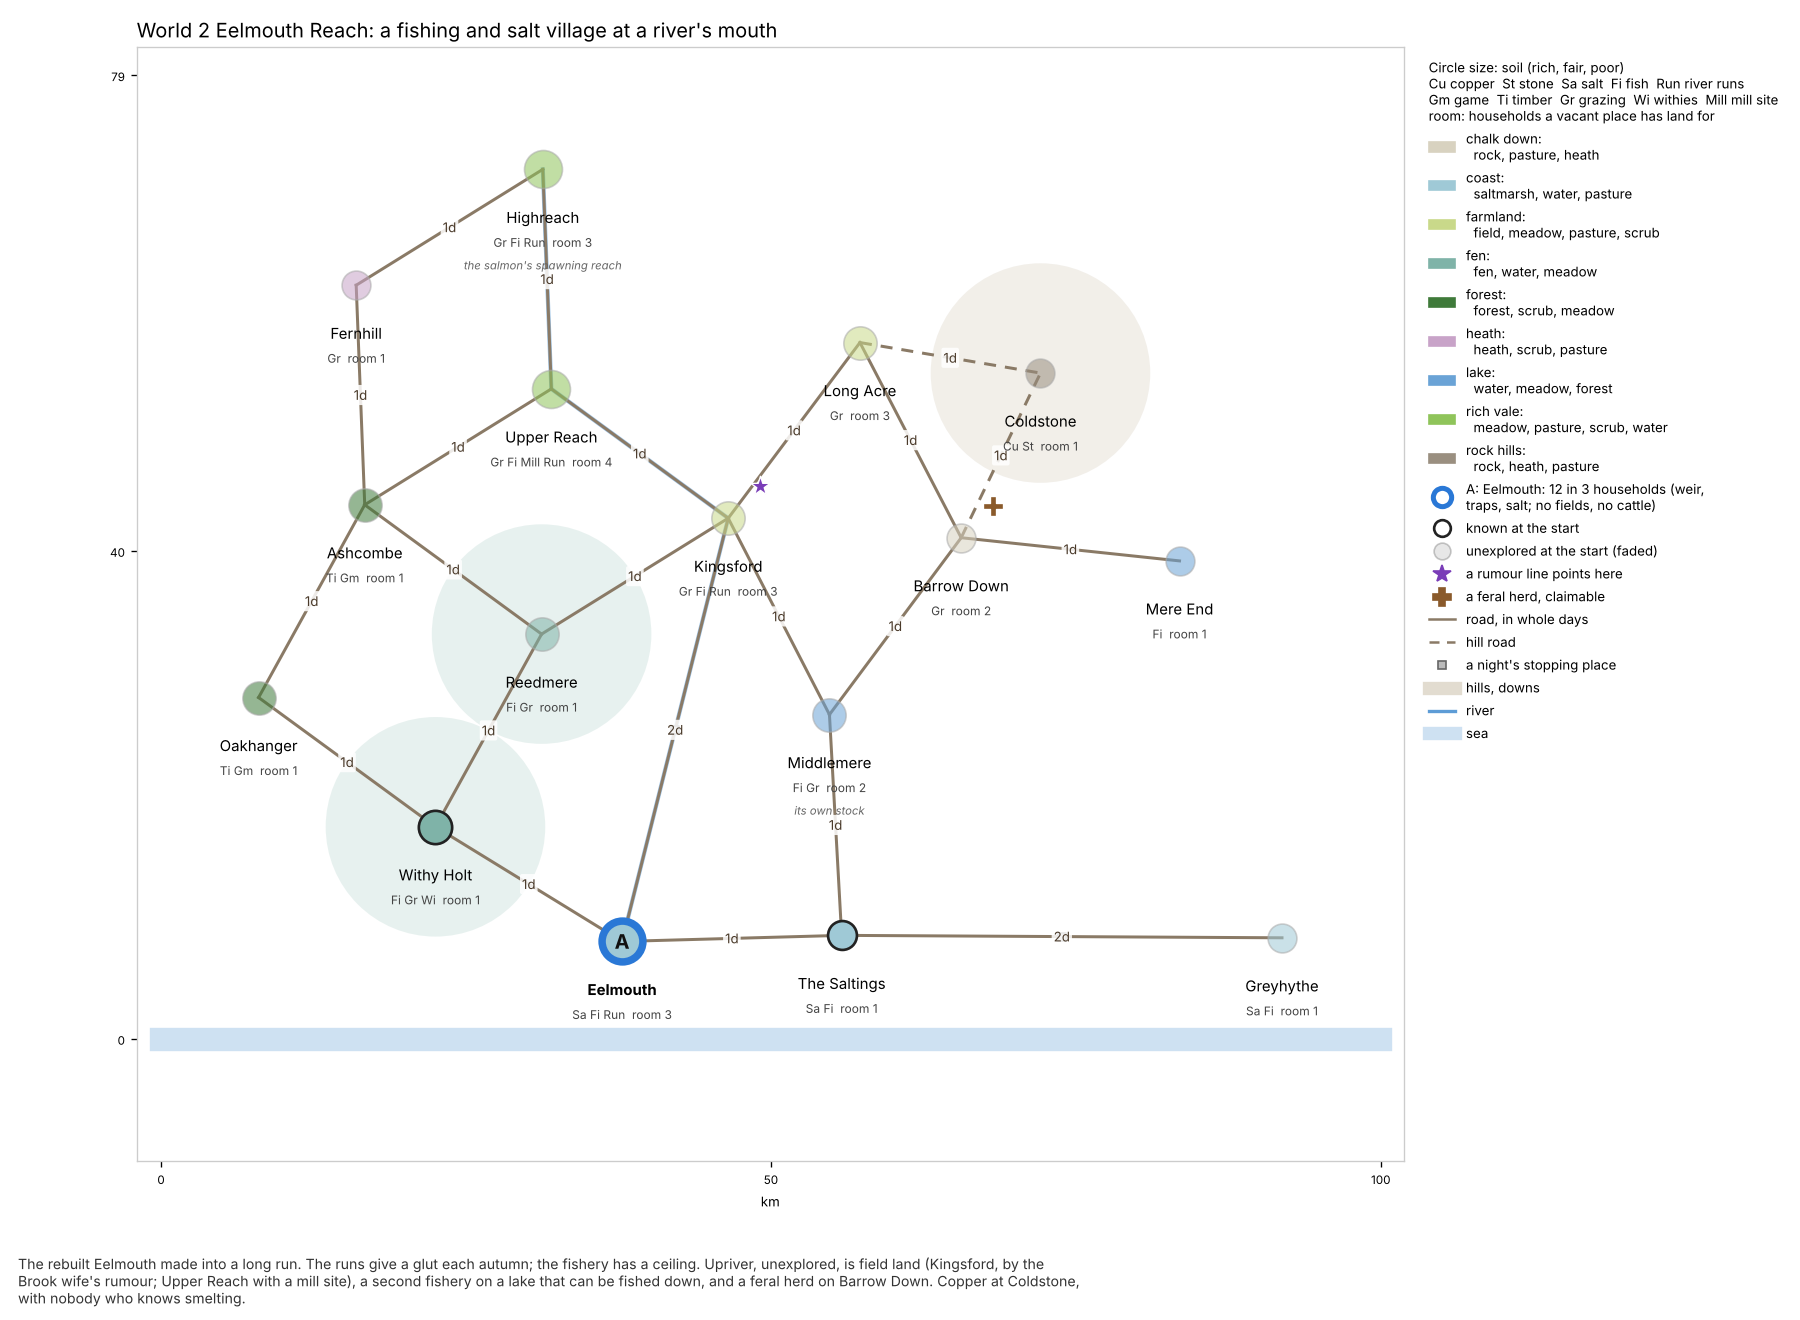 World 2 Eelmouth Reach: a fishing and salt village at a river's mouth
79
40
0
0
50
100
km
Highreach
Gr Fi Run  room 3
the salmon's spawning reach
1d
1d
Fernhill
Gr  room 1
1d
Upper Reach
Gr Fi Mill Run  room 4
1d
1d
Long Acre
Gr  room 3
1d
1d
1d
Coldstone
Cu St  room 1
1d
Ashcombe
Ti Gm  room 1
1d
1d
Kingsford
Gr Fi Run  room 3
1d
1d
2d
Barrow Down
Gr  room 2
1d
1d
Mere End
Fi  room 1
Reedmere
Fi Gr  room 1
1d
Oakhanger
Ti Gm  room 1
1d
Middlemere
Fi Gr  room 2
its own stock
1d
Withy Holt
Fi Gr Wi  room 1
1d
A
Eelmouth
Sa Fi Run  room 3
1d
The Saltings
Sa Fi  room 1
2d
Greyhythe
Sa Fi  room 1
Circle size: soil (rich, fair, poor)
Cu copper  St stone  Sa salt  Fi fish  Run river runs
Gm game  Ti timber  Gr grazing  Wi withies  Mill mill site
room: households a vacant place has land for
chalk down:
rock, pasture, heath
coast:
saltmarsh, water, pasture
farmland:
field, meadow, pasture, scrub
fen:
fen, water, meadow
forest:
forest, scrub, meadow
heath:
heath, scrub, pasture
lake:
water, meadow, forest
rich vale:
meadow, pasture, scrub, water
rock hills:
rock, heath, pasture
A: Eelmouth: 12 in 3 households (weir,
traps, salt; no fields, no cattle)
known at the start
unexplored at the start (faded)
a rumour line points here
a feral herd, claimable
road, in whole days
hill road
a night's stopping place
hills, downs
river
sea
The rebuilt Eelmouth made into a long run. The runs give a glut each autumn; the fishery has a ceiling. Upriver, unexplored, is field land (Kingsford, by the
Brook wife's rumour; Upper Reach with a mill site), a second fishery on a lake that can be fished down, and a feral herd on Barrow Down. Copper at Coldstone,
with nobody who knows smelting.